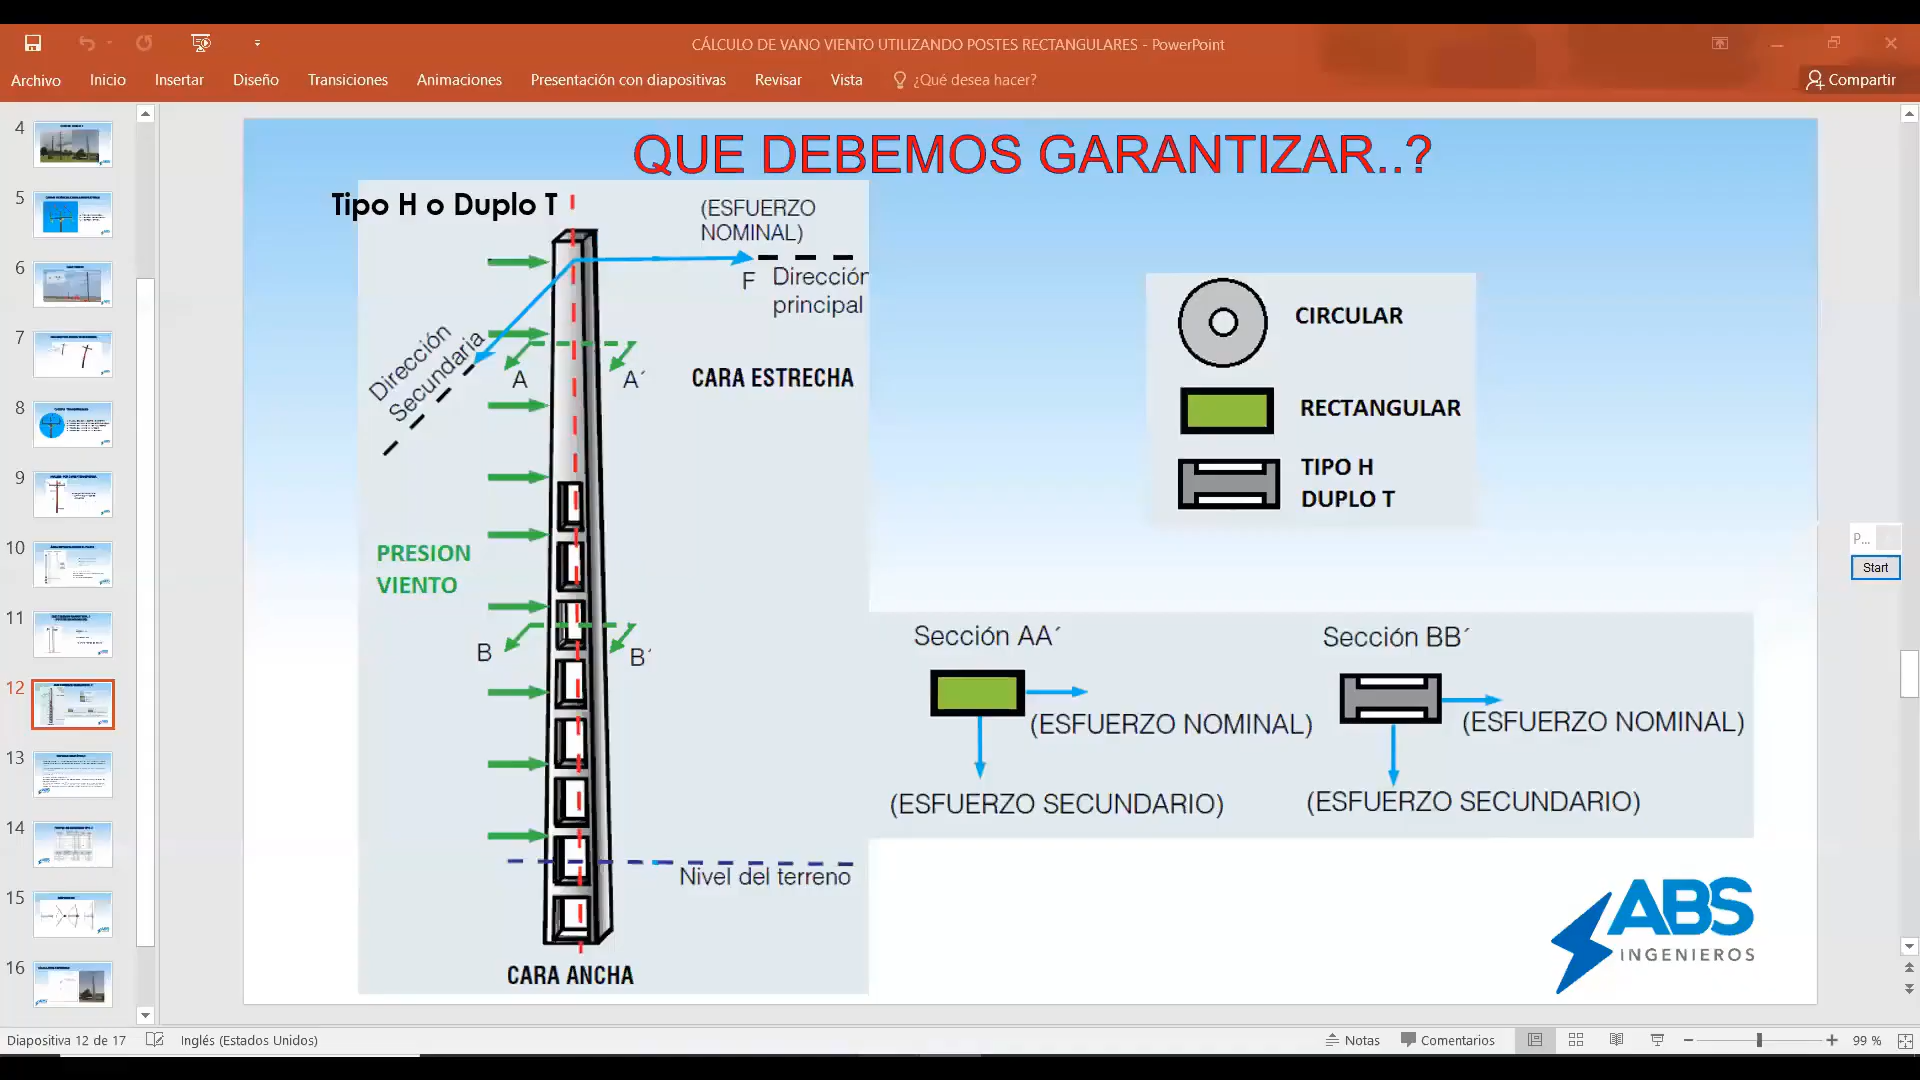 CÁLCULO DE VANO VIENTO UTILIZANDO POSTES RECTANGULARES - PowerPoint
Archivo Inicio Insertar Diseño Transiciones Animaciones Presentación con diapositivas Revisar Vista ¿Qué desea hacer? Compartir
4
5
6
7
8
9
10
11
12
13
14
15
16
QUE DEBEMOS GARANTIZAR..?
Tipo H o Duplo T
(ESFUERZO
NOMINAL)
F Dirección
principal
Dirección
Secundaria
A A´
CARA ESTRECHA
PRESION
VIENTO
B B´
Nivel del terreno
CARA ANCHA
CIRCULAR
RECTANGULAR
TIPO H
DUPLO T
Sección AA´
(ESFUERZO NOMINAL)
(ESFUERZO SECUNDARIO)
Sección BB´
(ESFUERZO NOMINAL)
(ESFUERZO SECUNDARIO)
ABS
INGENIEROS
P...
Start
Diapositiva 12 de 17 Inglés (Estados Unidos) Notas Comentarios 99 %